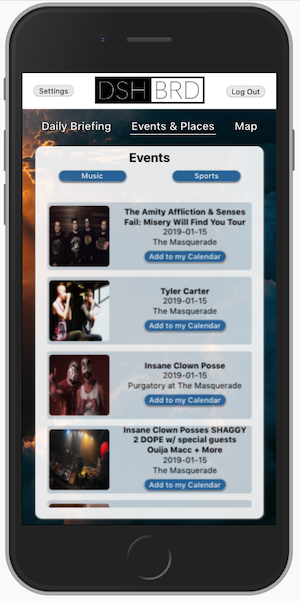 Settings
DSH BRD
Log Out
Daily Briefing
Events & Places
Map
Events
Music
Sports
The Amity Affliction & Senses
Fail: Misery Will Find You Tour
2019-01-15
The Masquerade
Add to my Calendar
Tyler Carter
2019-01-15
The Masquerade
Add to my Calendar
Insane Clown Posse
2019-01-15
Purgatory at The Masquerade
Add to my Calendar
Insane Clown Posses SHAGGY
2 DOPE w/ special guests
Ouija Macc + More
2019-01-15
The Masquerade
Add to my Calendar